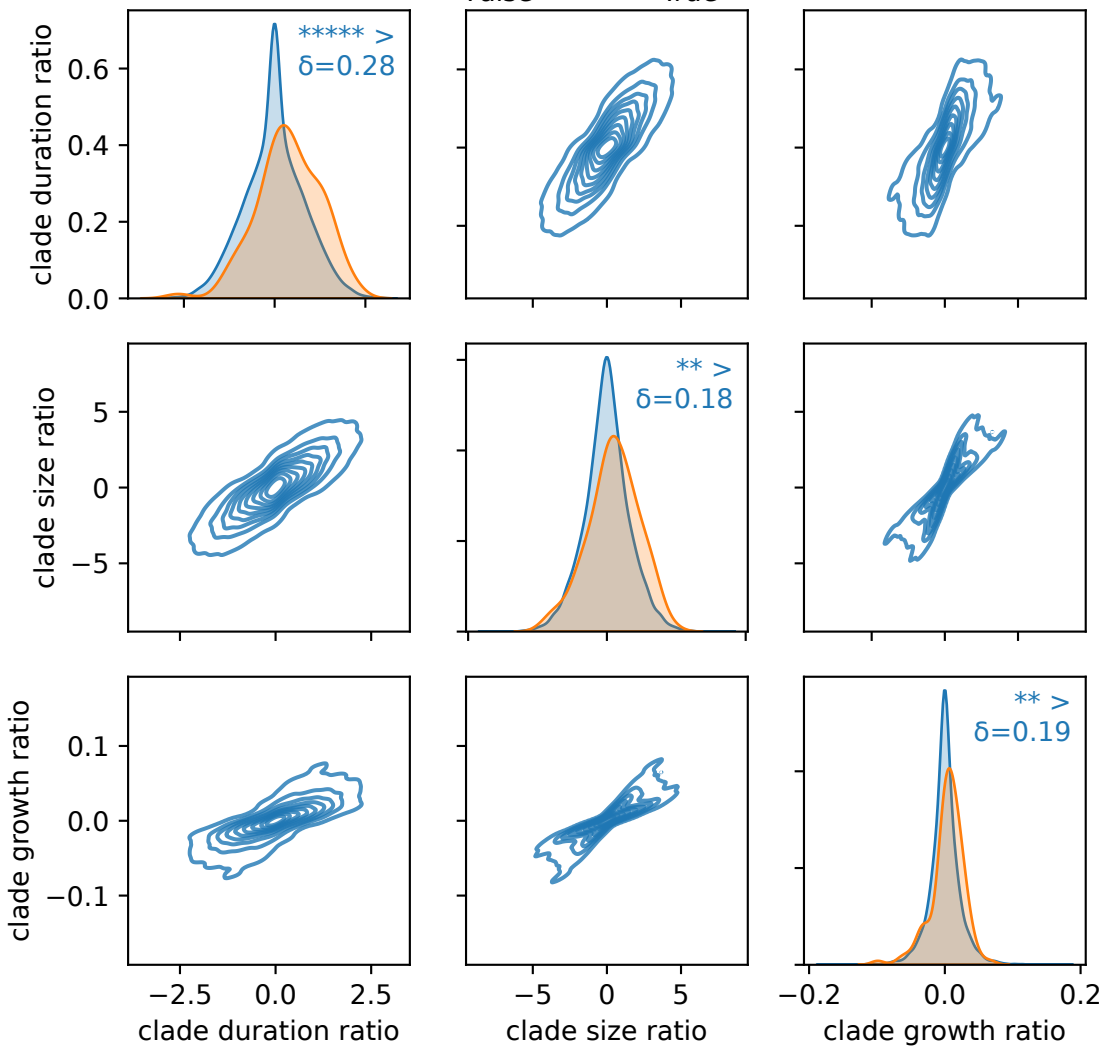 clade duration ratio
0.6
0.4
0.2
0.0
***** >
δ=0.28
clade size ratio
5
0
−5
** >
δ=0.18
clade growth ratio
0.1
0.0
−0.1
** >
δ=0.19
−2.5 0.0 2.5
−5 0 5
−0.2 0.0 0.2
clade duration ratio
clade size ratio
clade growth ratio